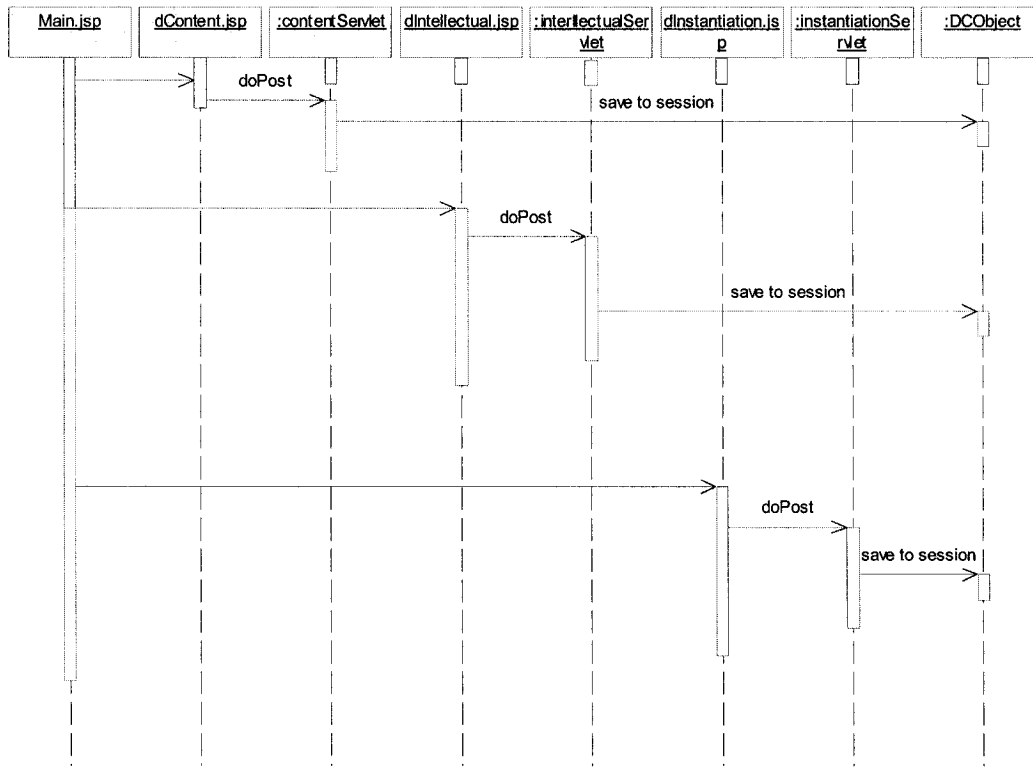 Main.jsp
dContent.jsp
:contentServlet
dIntellectual.jsp
:interllectualSer
vlet
dInstantiation.js
p
:instantiationSe
rvlet
:DCObject
doPost
save to session
doPost
save to session
doPost
save to session